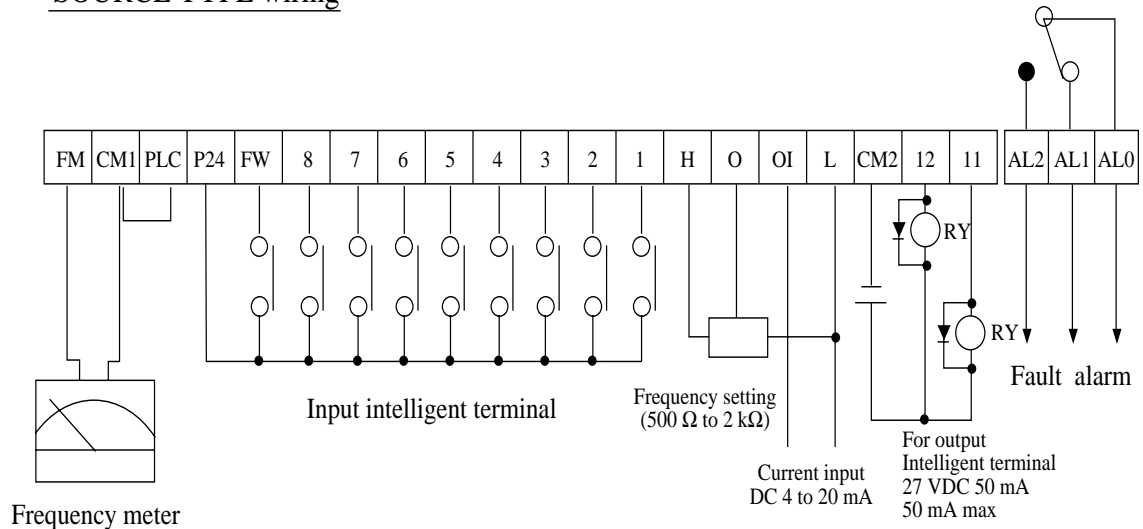 SOURCE TYPE wiring
FM CM1 PLC P24 FW 8 7 6 5 4 3 2 1 H O OI L CM2 12 11 AL2 AL1 AL0
RY
RY
Fault alarm
Input intelligent terminal
Frequency setting
(500 Ω to 2 kΩ)
For output
Intelligent terminal
27 VDC 50 mA
50 mA max
Current input
DC 4 to 20 mA
Frequency meter